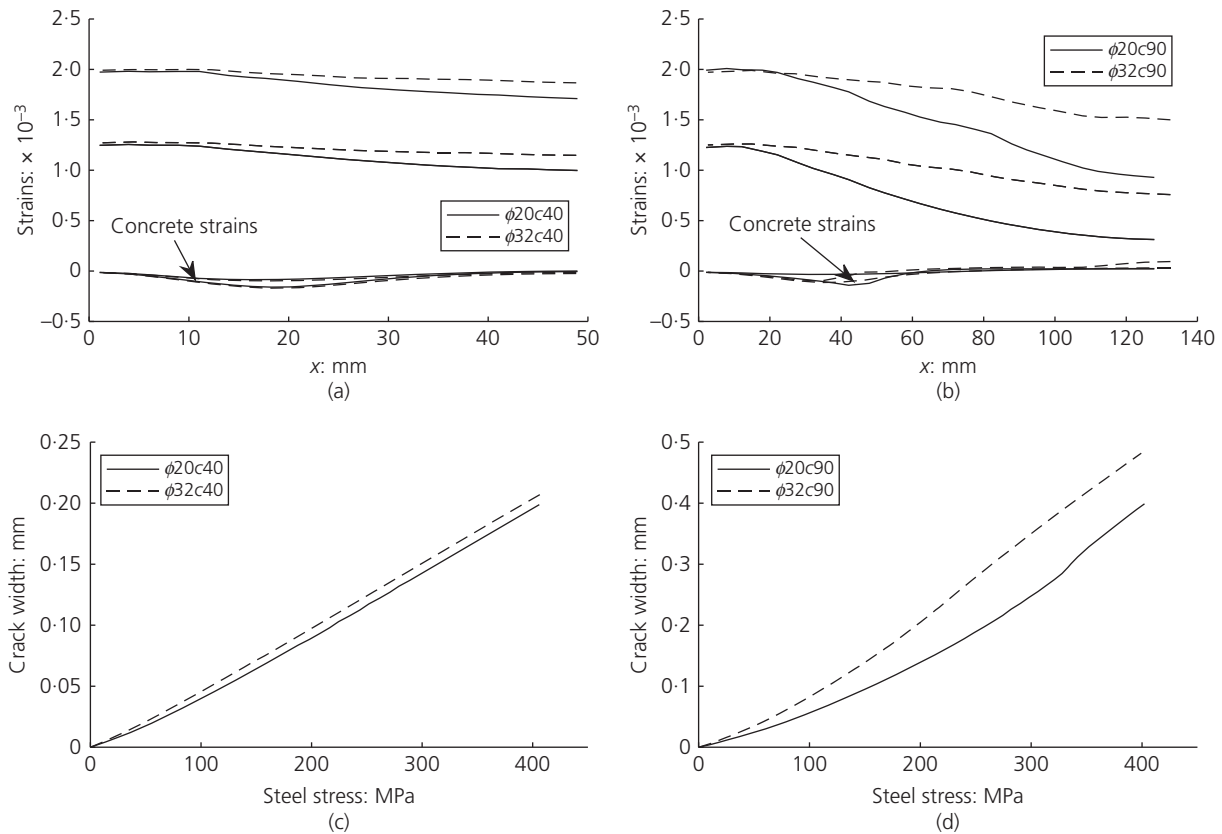 2·5
2·0
1·5
1·0
0·5
0
−0·5
Strains: × 10⁻³
Concrete strains
ϕ20c40
ϕ32c40
0 10 20 30 40 50
x: mm
(a)
2·5
2·0
1·5
1·0
0·5
0
−0·5
Strains: × 10⁻³
ϕ20c90
ϕ32c90
Concrete strains
0 20 40 60 80 100 120 140
x: mm
(b)
0·25
0·20
0·15
0·10
0·05
0
Crack width: mm
ϕ20c40
ϕ32c40
0 100 200 300 400
Steel stress: MPa
(c)
0·5
0·4
0·3
0·2
0·1
0
Crack width: mm
ϕ20c90
ϕ32c90
0 100 200 300 400
Steel stress: MPa
(d)